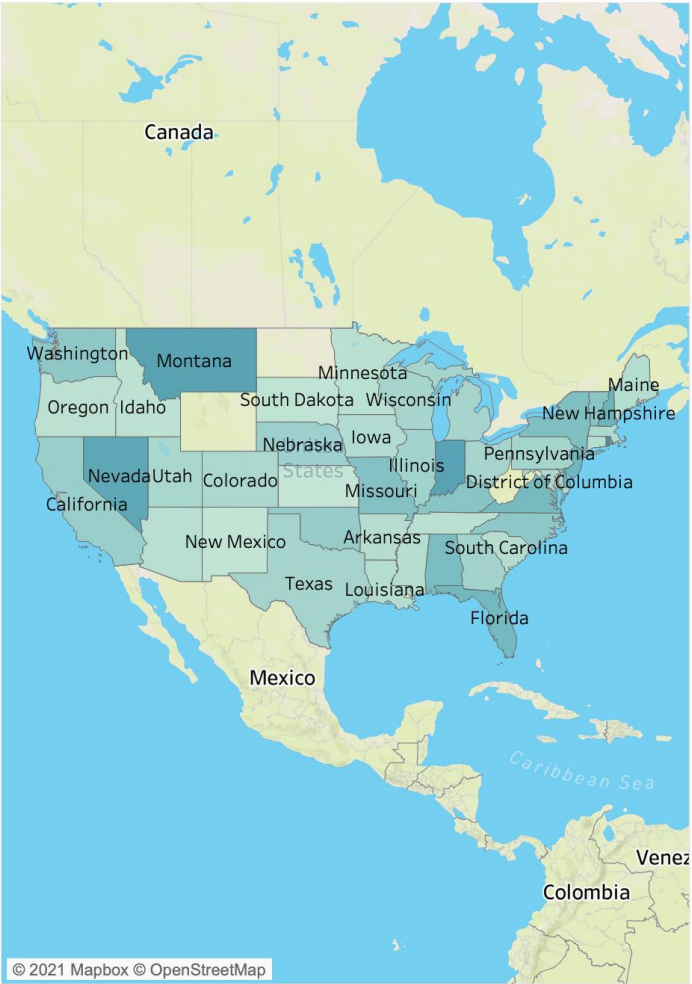 Canada
Washington
Montana
Minnesota
Maine
Oregon
Idaho
South Dakota
Wisconsin
New Hampshire
Nebraska
Iowa
United
States
Pennsylvania
Illinois
Nevada
Utah
Colorado
Missouri
District of Columbia
California
New Mexico
Arkansas
South Carolina
Texas
Louisiana
Florida
Mexico
Caribbean Sea
Venez
Colombia
© 2021 Mapbox © OpenStreetMap